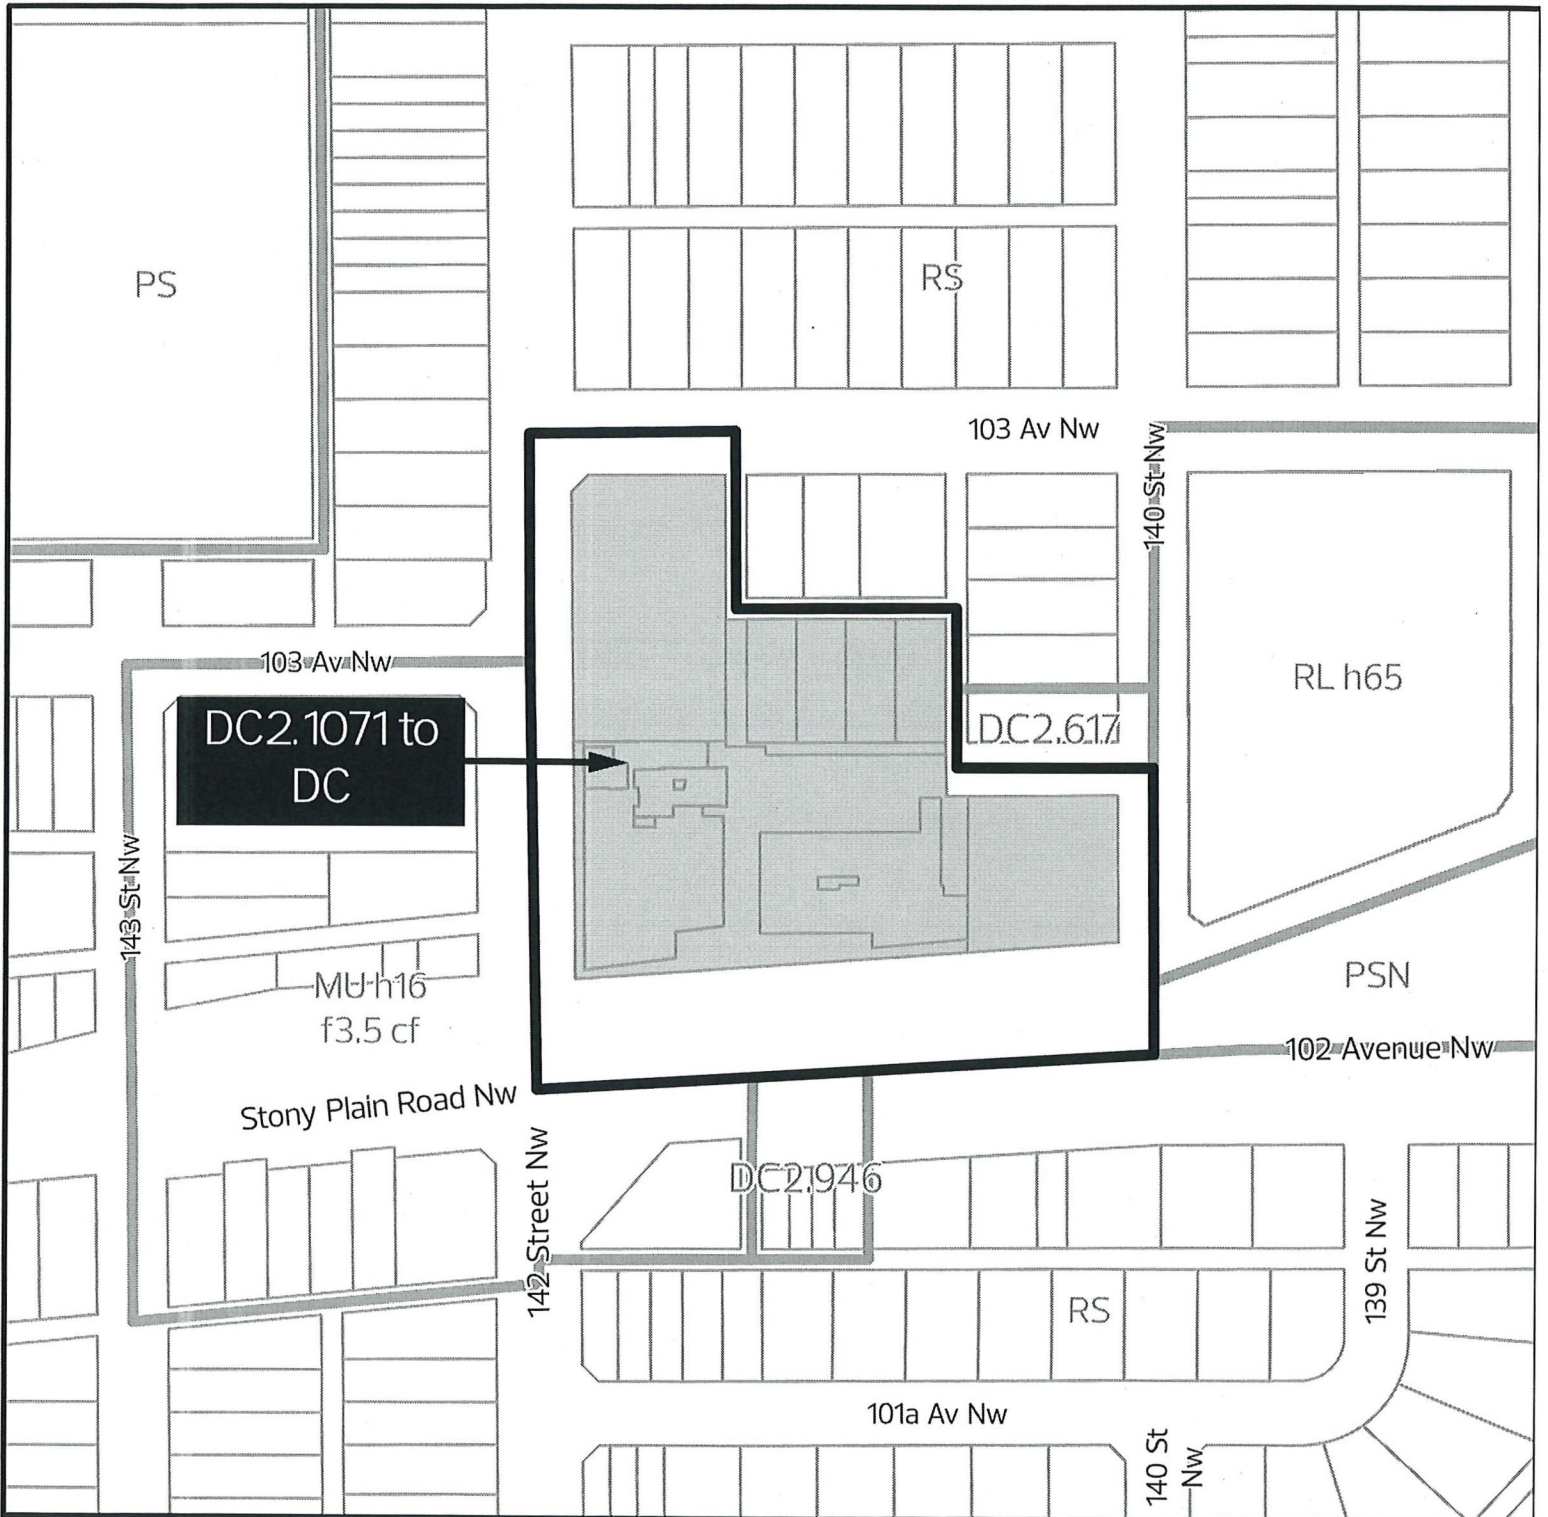 PS
RS
103 Av Nw
140 St Nw
RL h65
103 Av Nw
DC2.1071 to
DC
DC2.617
143 St Nw
MU h16
f3.5 cf
PSN
102 Avenue Nw
Stony Plain Road Nw
142 Street Nw
DC2.946
139 St Nw
RS
101a Av Nw
140 St
Nw